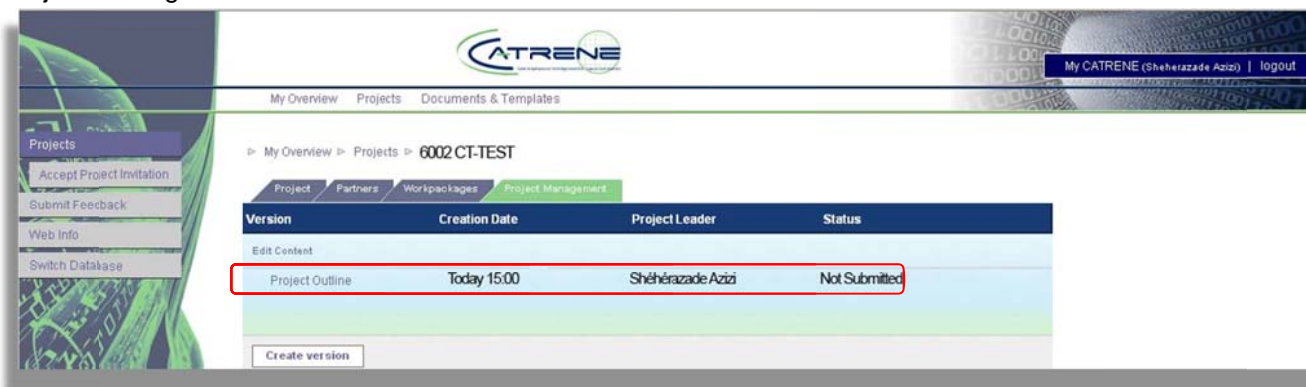 CATRENE
My CATRENE (Sheherazade Azizi) | logout
My Overview Projects Documents & Templates
Projects
Accept Project Invitation
Submit Feecback
Web Info
Switch Database
My Overview Projects 6002 CT-TEST
Project Partners Workpackages Project Management
Version Creation Date Project Leader Status
Edit Content
Project Outline Today 15:00 Shéhérazade Azizi Not Submitted
Create version